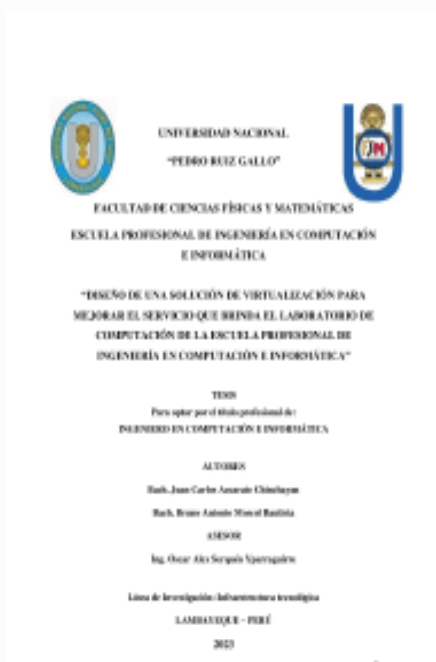 UNIVERSIDAD NACIONAL
“PEDRO RUIZ GALLO”
FACULTAD DE CIENCIAS FÍSICAS Y MATEMÁTICAS
ESCUELA PROFESIONAL DE INGENIERÍA EN COMPUTACIÓN
E INFORMÁTICA
“DISEÑO DE UNA SOLUCIÓN DE VIRTUALIZACIÓN PARA
MEJORAR EL SERVICIO QUE BRINDA EL LABORATORIO DE
COMPUTACIÓN DE LA ESCUELA PROFESIONAL DE
INGENIERÍA EN COMPUTACIÓN E INFORMÁTICA”
TESIS
Para optar por el título profesional de:
INGENIERO EN COMPUTACIÓN E INFORMÁTICA
AUTORES
Bach. Juan Carlos
Bach. Bruno Antonio Bautista
ASESOR
Ing. Oscar Alex Serquén Yparraguirre
Línea de Investigación: Infraestructura tecnológica
LAMBAYEQUE – PERÚ
2023